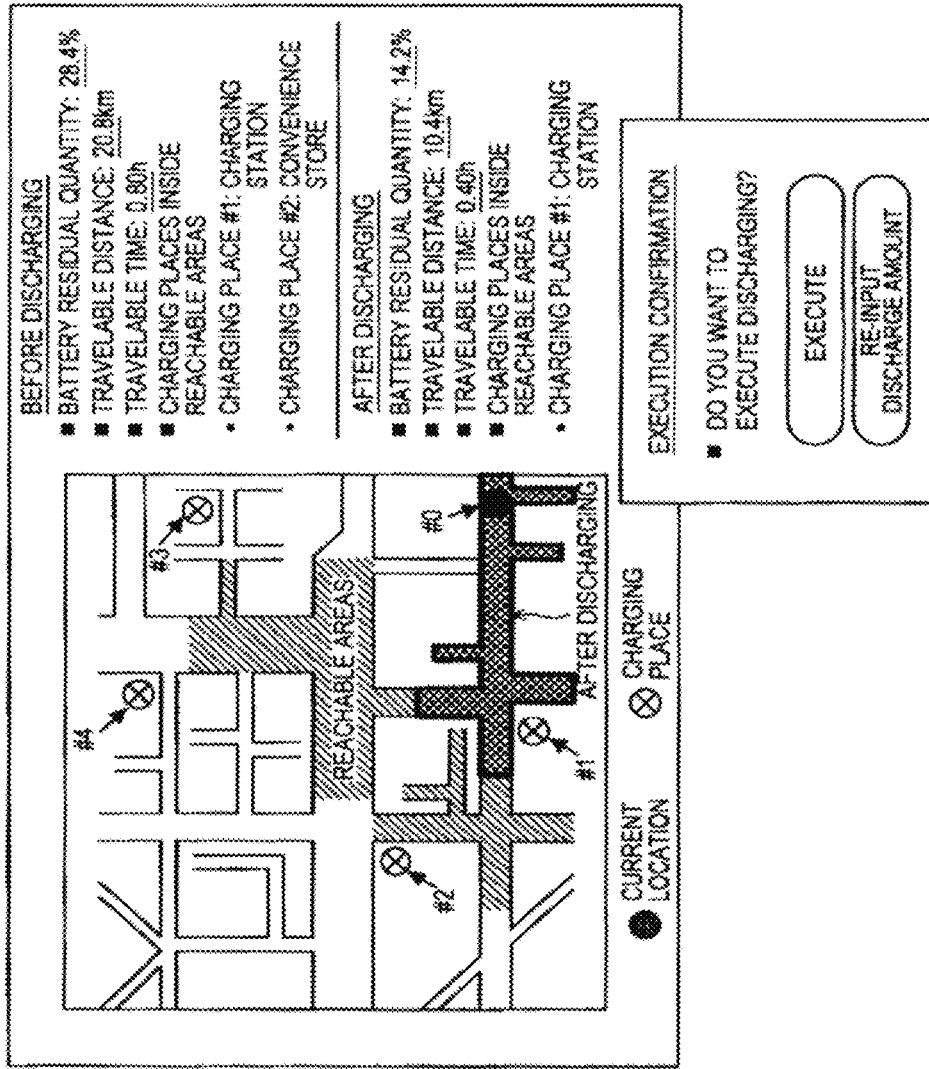 #4
#3
REACHABLE AREAS
#2
#1
#0
AFTER DISCHARGING
CURRENT
LOCATION
CHARGING
PLACE
BEFORE DISCHARGING
■ BATTERY RESIDUAL QUANTITY: 28.4%
■ TRAVELABLE DISTANCE: 20.8km
■ TRAVELABLE TIME: 0.80h
■ CHARGING PLACES INSIDE
REACHABLE AREAS
• CHARGING PLACE #1: CHARGING
STATION
• CHARGING PLACE #2: CONVENIENCE
STORE
AFTER DISCHARGING
■ BATTERY RESIDUAL QUANTITY: 14.2%
■ TRAVELABLE DISTANCE: 10.4km
■ TRAVELABLE TIME: 0.40h
■ CHARGING PLACES INSIDE
REACHABLE AREAS
• CHARGING PLACE #1: CHARGING
STATION
EXECUTION CONFIRMATION
■ DO YOU WANT TO
EXECUTE DISCHARGING?
EXECUTE
RE-INPUT
DISCHARGE AMOUNT